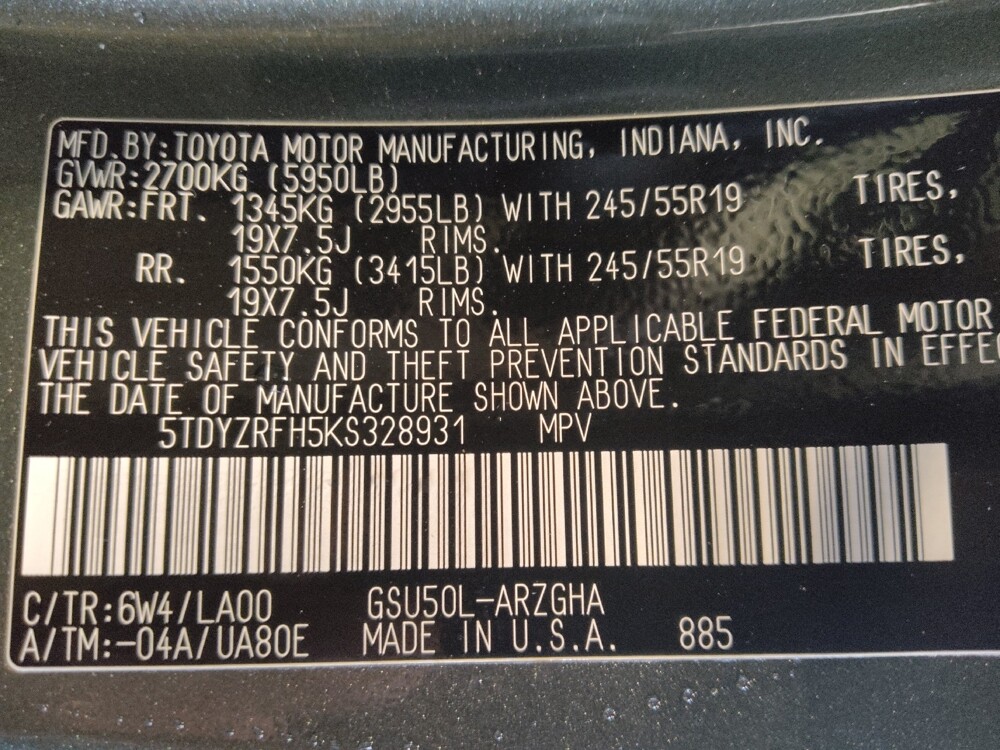 MFD. BY: TOYOTA MOTOR MANUFACTURING, INDIANA, INC.
GVWR: 2700KG (5950LB)
GAWR: FRT. 1345KG (2955LB) WITH 245/55R19 TIRES,
19X7.5J RIMS.
RR. 1550KG (3415LB) WITH 245/55R19 TIRES,
19X7.5J RIMS.
THIS VEHICLE CONFORMS TO ALL APPLICABLE FEDERAL MOTOR
VEHICLE SAFETY AND THEFT PREVENTION STANDARDS IN EFFE
THE DATE OF MANUFACTURE SHOWN ABOVE.
5TDYZRFH5KS328931 MPV
C/TR: 6W4/LA00 GSU50L-ARZGHA
A/TM: -04A/UA80E MADE IN U.S.A. 885